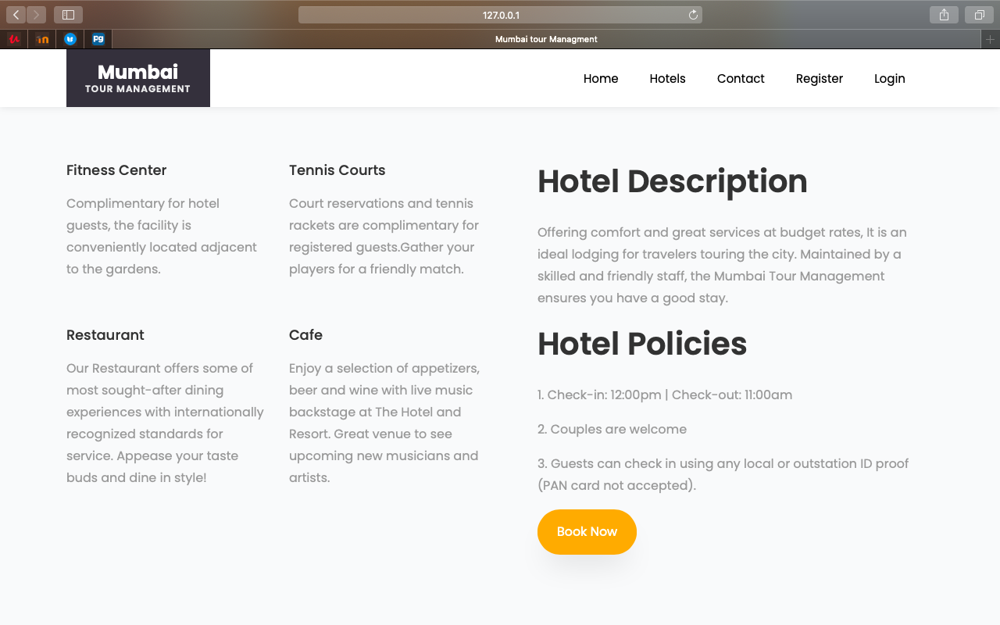 127.0.0.1
in
pg
Mumbai tour Managment
Mumbai
TOUR MANAGEMENT
Home
Hotels
Contact
Register
Login
Fitness Center
Complimentary for hotel
guests, the facility is
conveniently located adjacent
to the gardens.
Tennis Courts
Court reservations and tennis
rackets are complimentary for
registered guests.Gather your
players for a friendly match.
Restaurant
Our Restaurant offers some of
most sought-after dining
experiences with internationally
recognized standards for
service. Appease your taste
buds and dine in style!
Cafe
Enjoy a selection of appetizers,
beer and wine with live music
backstage at The Hotel and
Resort. Great venue to see
upcoming new musicians and
artists.
Hotel Description
Offering comfort and great services at budget rates, It is an
ideal lodging for travelers touring the city. Maintained by a
skilled and friendly staff, the Mumbai Tour Management
ensures you have a good stay.
Hotel Policies
1. Check-in: 12:00pm | Check-out: 11:00am
2. Couples are welcome
3. Guests can check in using any local or outstation ID proof
(PAN card not accepted).
Book Now